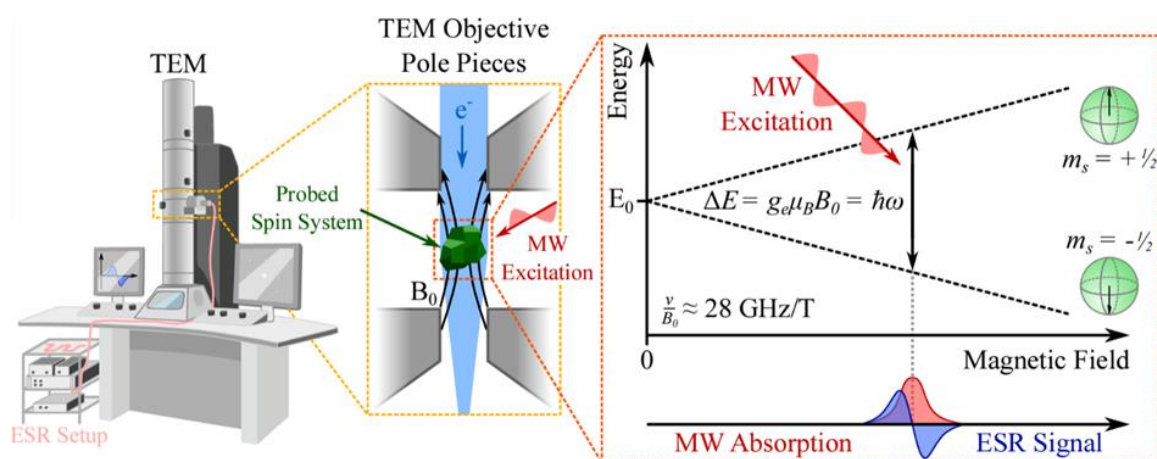 TEM
ESR Setup
TEM Objective
Pole Pieces
e-
Probed
Spin System
MW
Excitation
B₀
Energy
MW
Excitation
mₛ = + ½
E₀
ΔE = gₑμ_BB₀ = ħω
mₛ = -½
ν/B₀ ≈ 28 GHz/T
0
Magnetic Field
MW Absorption
ESR Signal